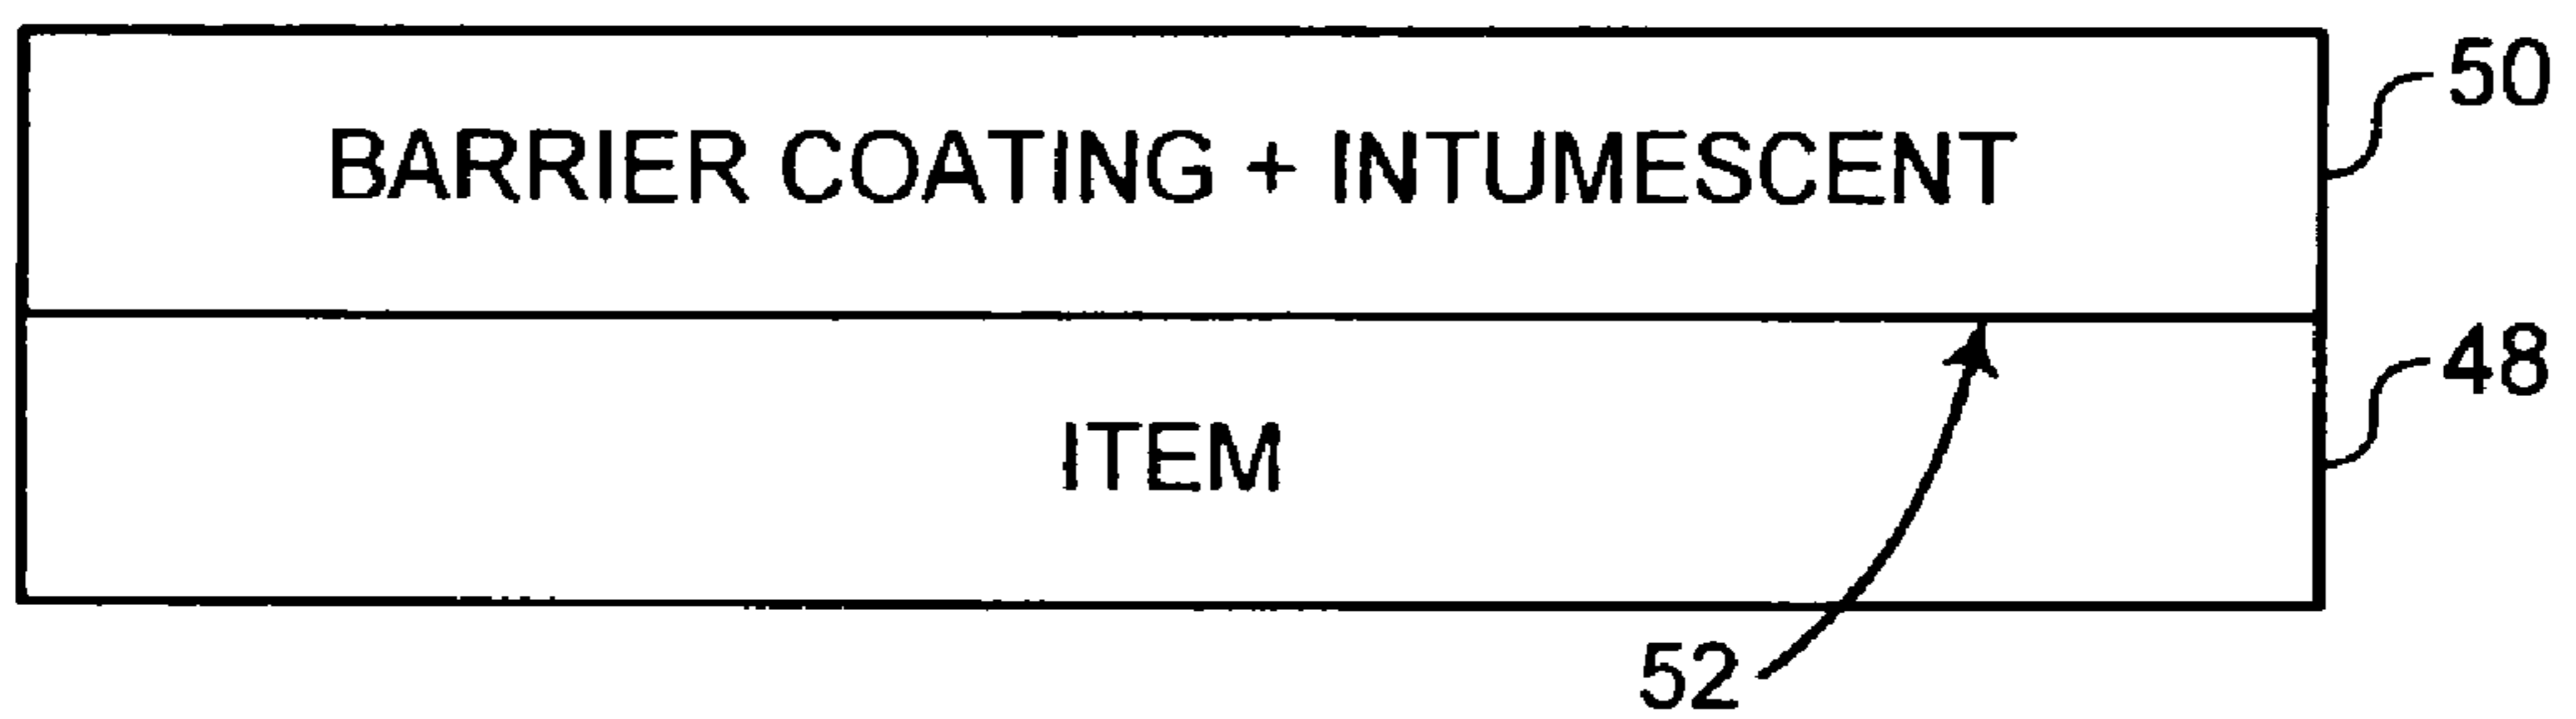 BARRIER COATING + INTUMESCENT
50
ITEM
48
52